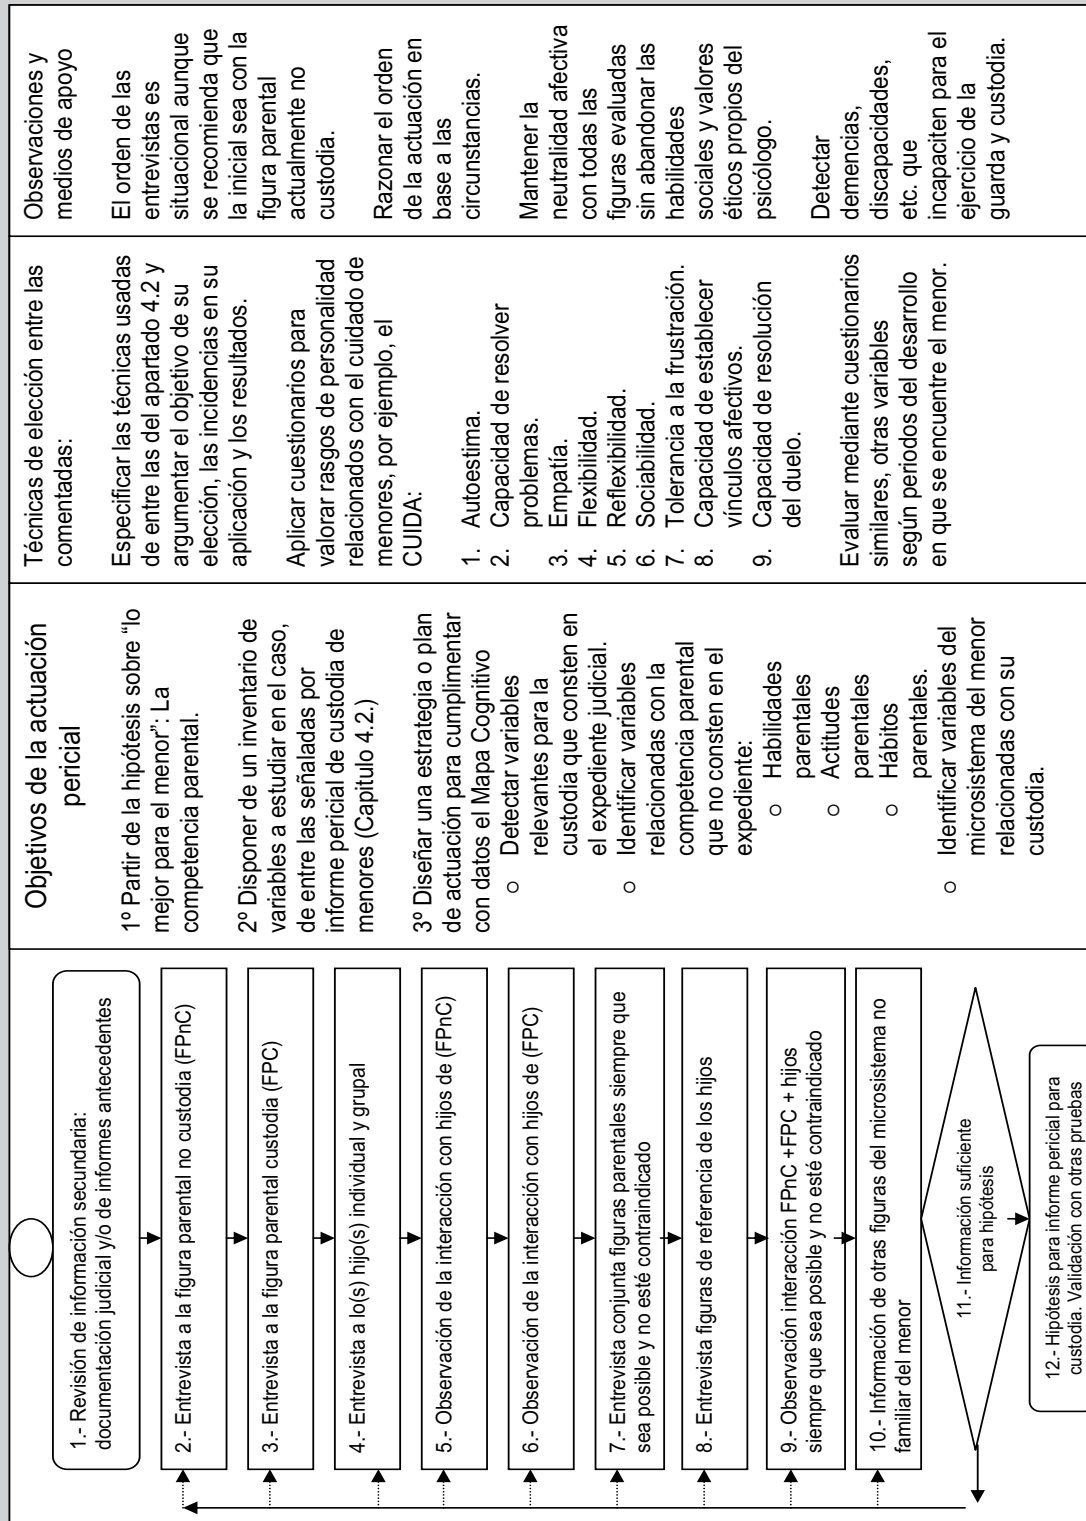 1.- Revisión de información secundaria:
documentación judicial y/o de informes antecedentes
2.- Entrevista a la figura parental no custodia (FPnC)
3.- Entrevista a la figura parental custodia (FPC)
4.- Entrevista a lo(s) hijo(s) individual y grupal
5.- Observación de la interacción con hijos de (FPnC)
6.- Observación de la interacción con hijos de (FPC)
7.- Entrevista conjunta figuras parentales siempre que
sea posible y no esté contraindicado
8.- Entrevista figuras de referencia de los hijos
9.- Observación interacción FPnC +FPC + hijos
siempre que sea posible y no esté contraindicado
10.- Información de otras figuras del microsistema no
familiar del menor
11.- Información suficiente
para hipótesis
12.- Hipótesis para informe pericial para
custodia. Validación con otras pruebas
Objetivos de la actuación
pericial
1º Partir de la hipótesis sobre “lo
mejor para el menor”: La
competencia parental.
2º Disponer de un inventario de
variables a estudiar en el caso,
de entre las señaladas por
informe pericial de custodia de
menores (Capitulo 4.2.)
3º Diseñar una estrategia o plan
de actuación para cumplimentar
con datos el Mapa Cognitivo
o Detectar variables
relevantes para la
custodia que consten en
el expediente judicial.
o Identificar variables
relacionadas con la
competencia parental
que no consten en el
expediente:
o Habilidades
parentales
o Actitudes
parentales
o Hábitos
parentales.
o Identificar variables del
microsistema del menor
relacionadas con su
custodia.
Técnicas de elección entre las
comentadas:
Especificar las técnicas usadas
de entre las del apartado 4.2 y
argumentar el objetivo de su
elección, las incidencias en su
aplicación y los resultados.
Aplicar cuestionarios para
valorar rasgos de personalidad
relacionados con el cuidado de
menores, por ejemplo, el
CUIDA:
1. Autoestima.
2. Capacidad de resolver
problemas.
3. Empatía.
4. Flexibilidad.
5. Reflexibilidad.
6. Sociabilidad.
7. Tolerancia a la frustración.
8. Capacidad de establecer
vínculos afectivos.
9. Capacidad de resolución
del duelo.
Evaluar mediante cuestionarios
similares, otras variables
según periodos del desarrollo
en que se encuentre el menor.
Observaciones y
medios de apoyo
El orden de las
entrevistas es
situacional aunque
se recomienda que
la inicial sea con la
figura parental
actualmente no
custodia.
Razonar el orden
de la actuación en
base a las
circunstancias.
Mantener la
neutralidad afectiva
con todas las
figuras evaluadas
sin abandonar las
habilidades
sociales y valores
éticos propios del
psicólogo.
Detectar
demencias,
discapacidades,
etc. que
incapaciten para el
ejercicio de la
guarda y custodia.